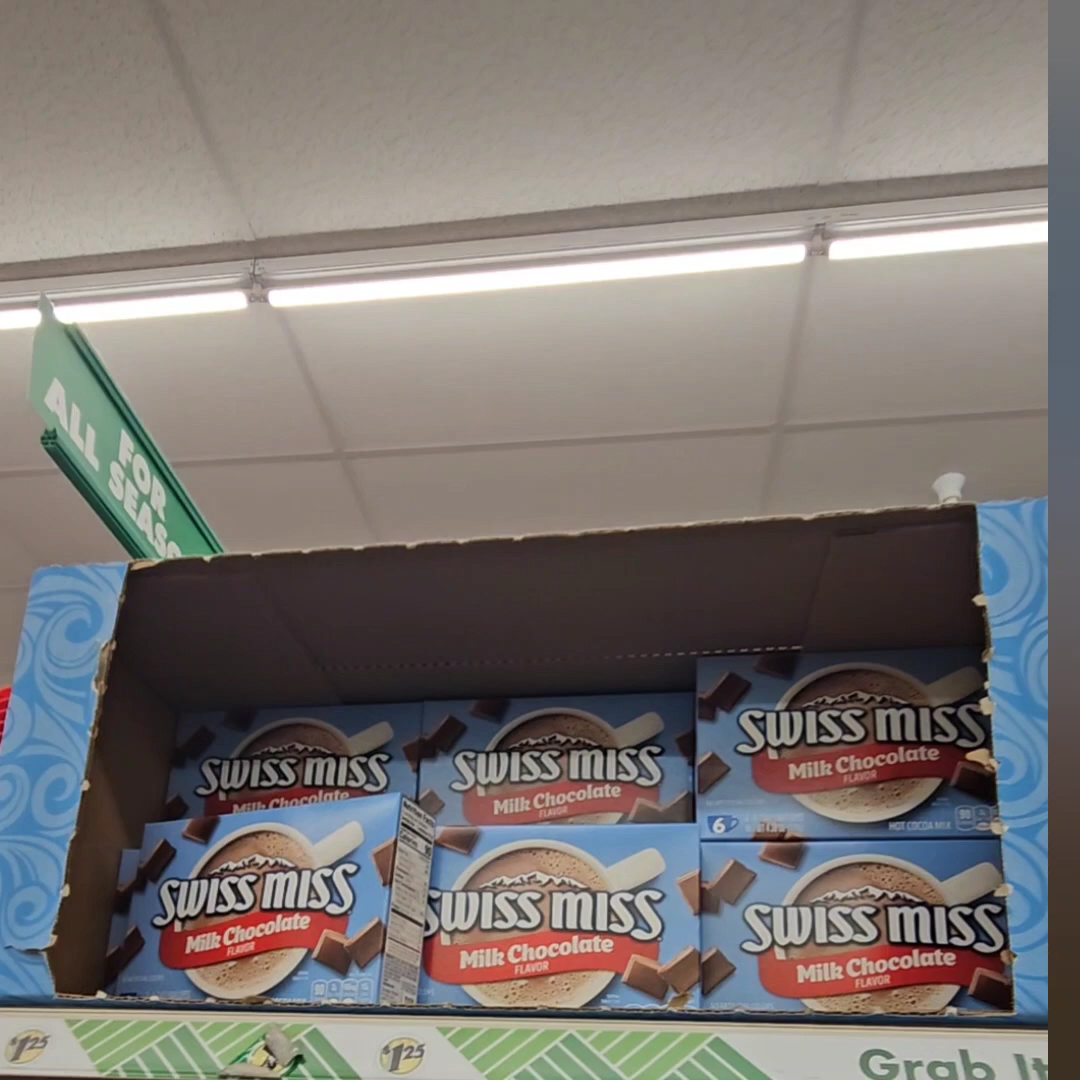 ALL FOR
SEASO
SWISS MISS
Milk Chocolate
SWISS MISS
Milk Chocolate
FLAVOR
SWISS MISS
Milk Chocolate
FLAVOR
6
HOT COCOA MIX
SWISS MISS
Milk Chocolate
FLAVOR
SWISS MISS
Milk Chocolate
FLAVOR
SWISS MISS
Milk Chocolate
FLAVOR
$1.25
$1.25
Grab It